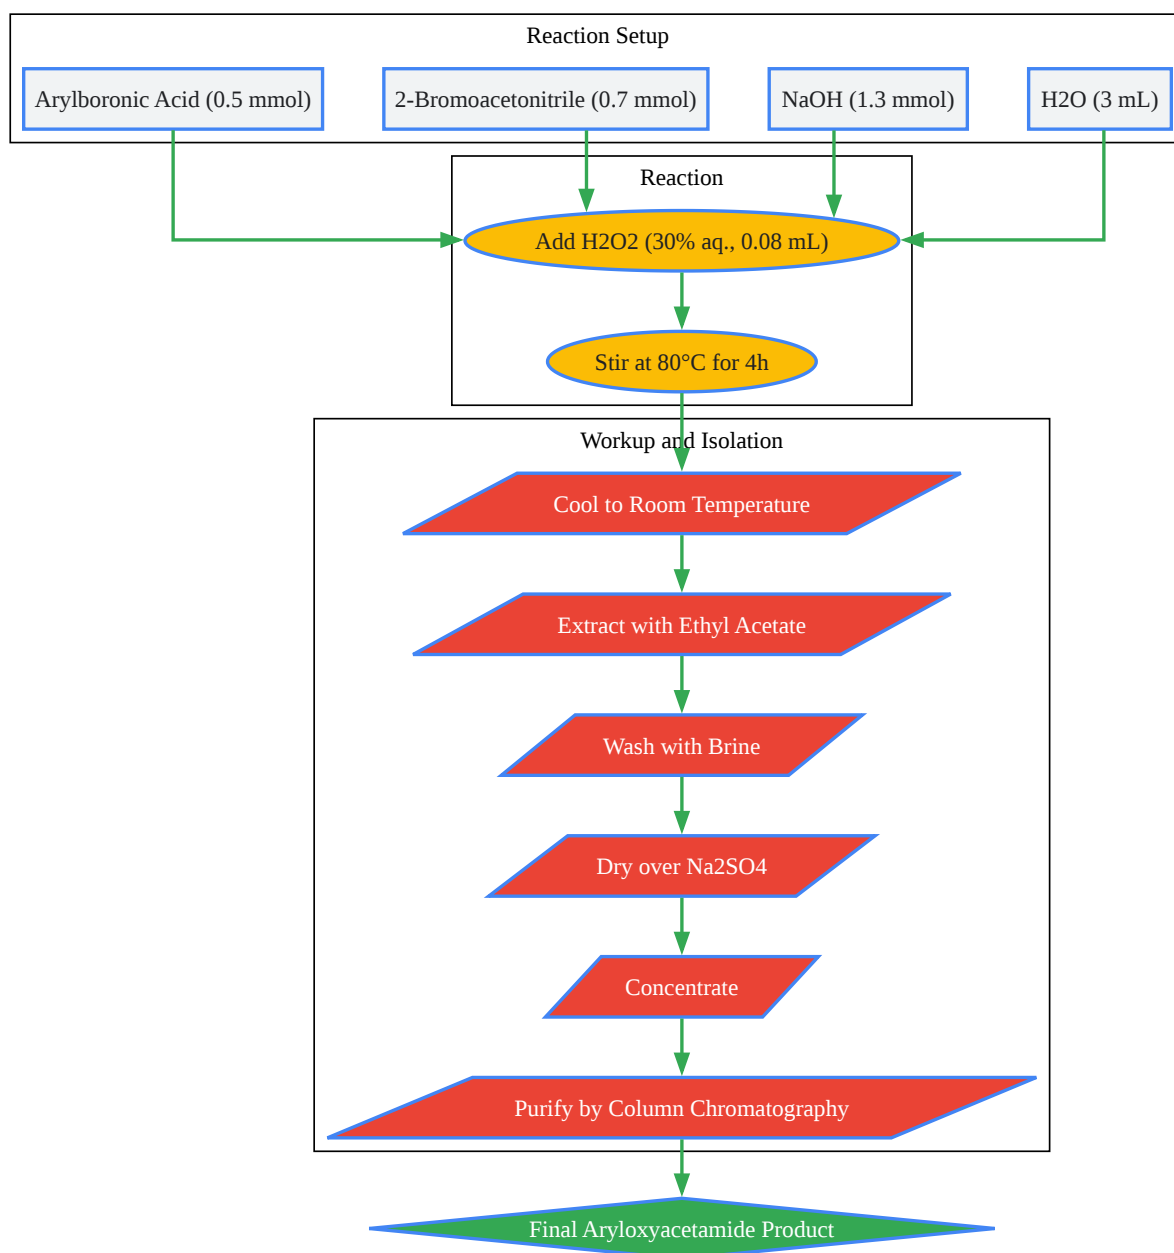 Reaction Setup
Arylboronic Acid (0.5 mmol)
2-Bromoacetonitrile (0.7 mmol)
NaOH (1.3 mmol)
H2O (3 mL)
Reaction
Add H2O2 (30% aq., 0.08 mL)
Stir at 80°C for 4h
Workup and Isolation
Cool to Room Temperature
Extract with Ethyl Acetate
Wash with Brine
Dry over Na2SO4
Concentrate
Purify by Column Chromatography
Final Aryloxyacetamide Product